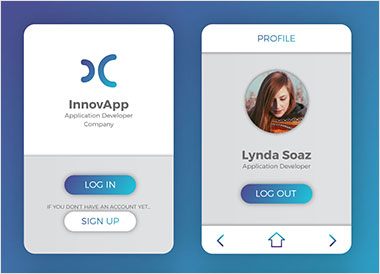 InnovApp
Application Developer
Company
LOG IN
IF YOU DON'T HAVE AN ACCOUNT YET...
SIGN UP
PROFILE
Lynda Soaz
Application Developer
LOG OUT